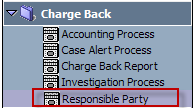 Charge Back
Accounting Process
Case Alert Process
Charge Back Report
Investigation Process
Responsible Party